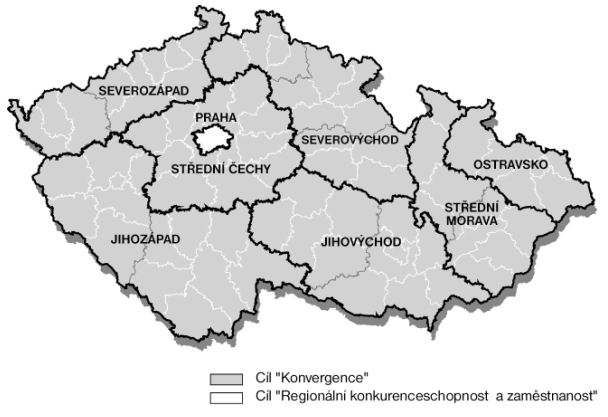 SEVEROZÁPAD
PRAHA
SEVEROVÝCHOD
STŘEDNÍ ČECHY
OSTRAVSKO
STŘEDNÍ
MORAVA
JIHOZÁPAD
JIHOVÝCHOD
Cíl "Konvergence"
Cíl "Regionální konkurenceschopnost a zaměstnanost"